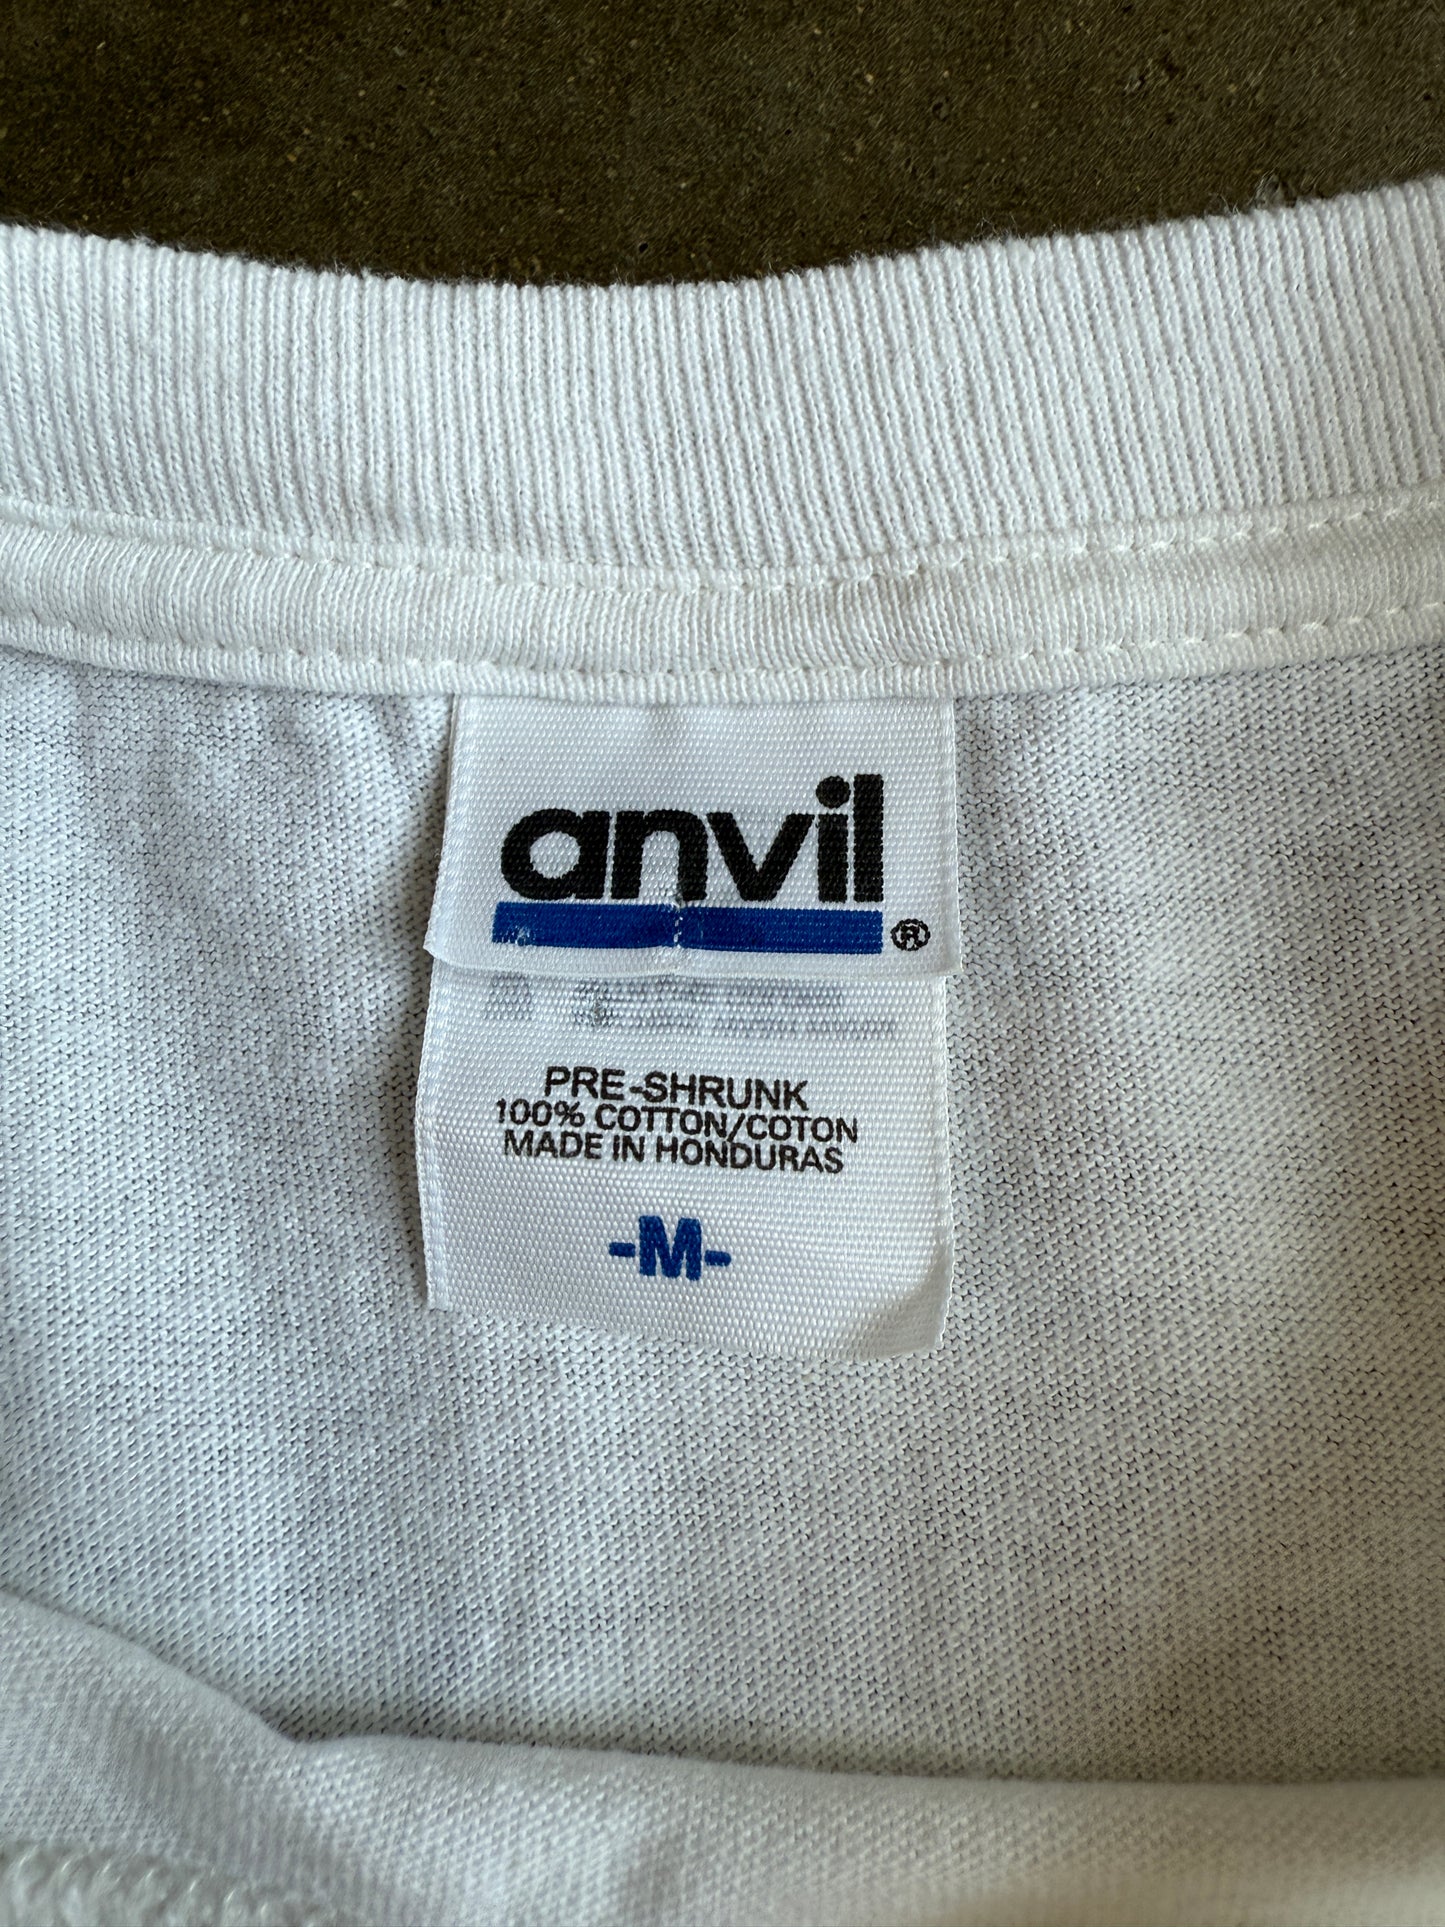 anvil
®
PRE-SHRUNK
100% COTTON/COTON
MADE IN HONDURAS
-M-